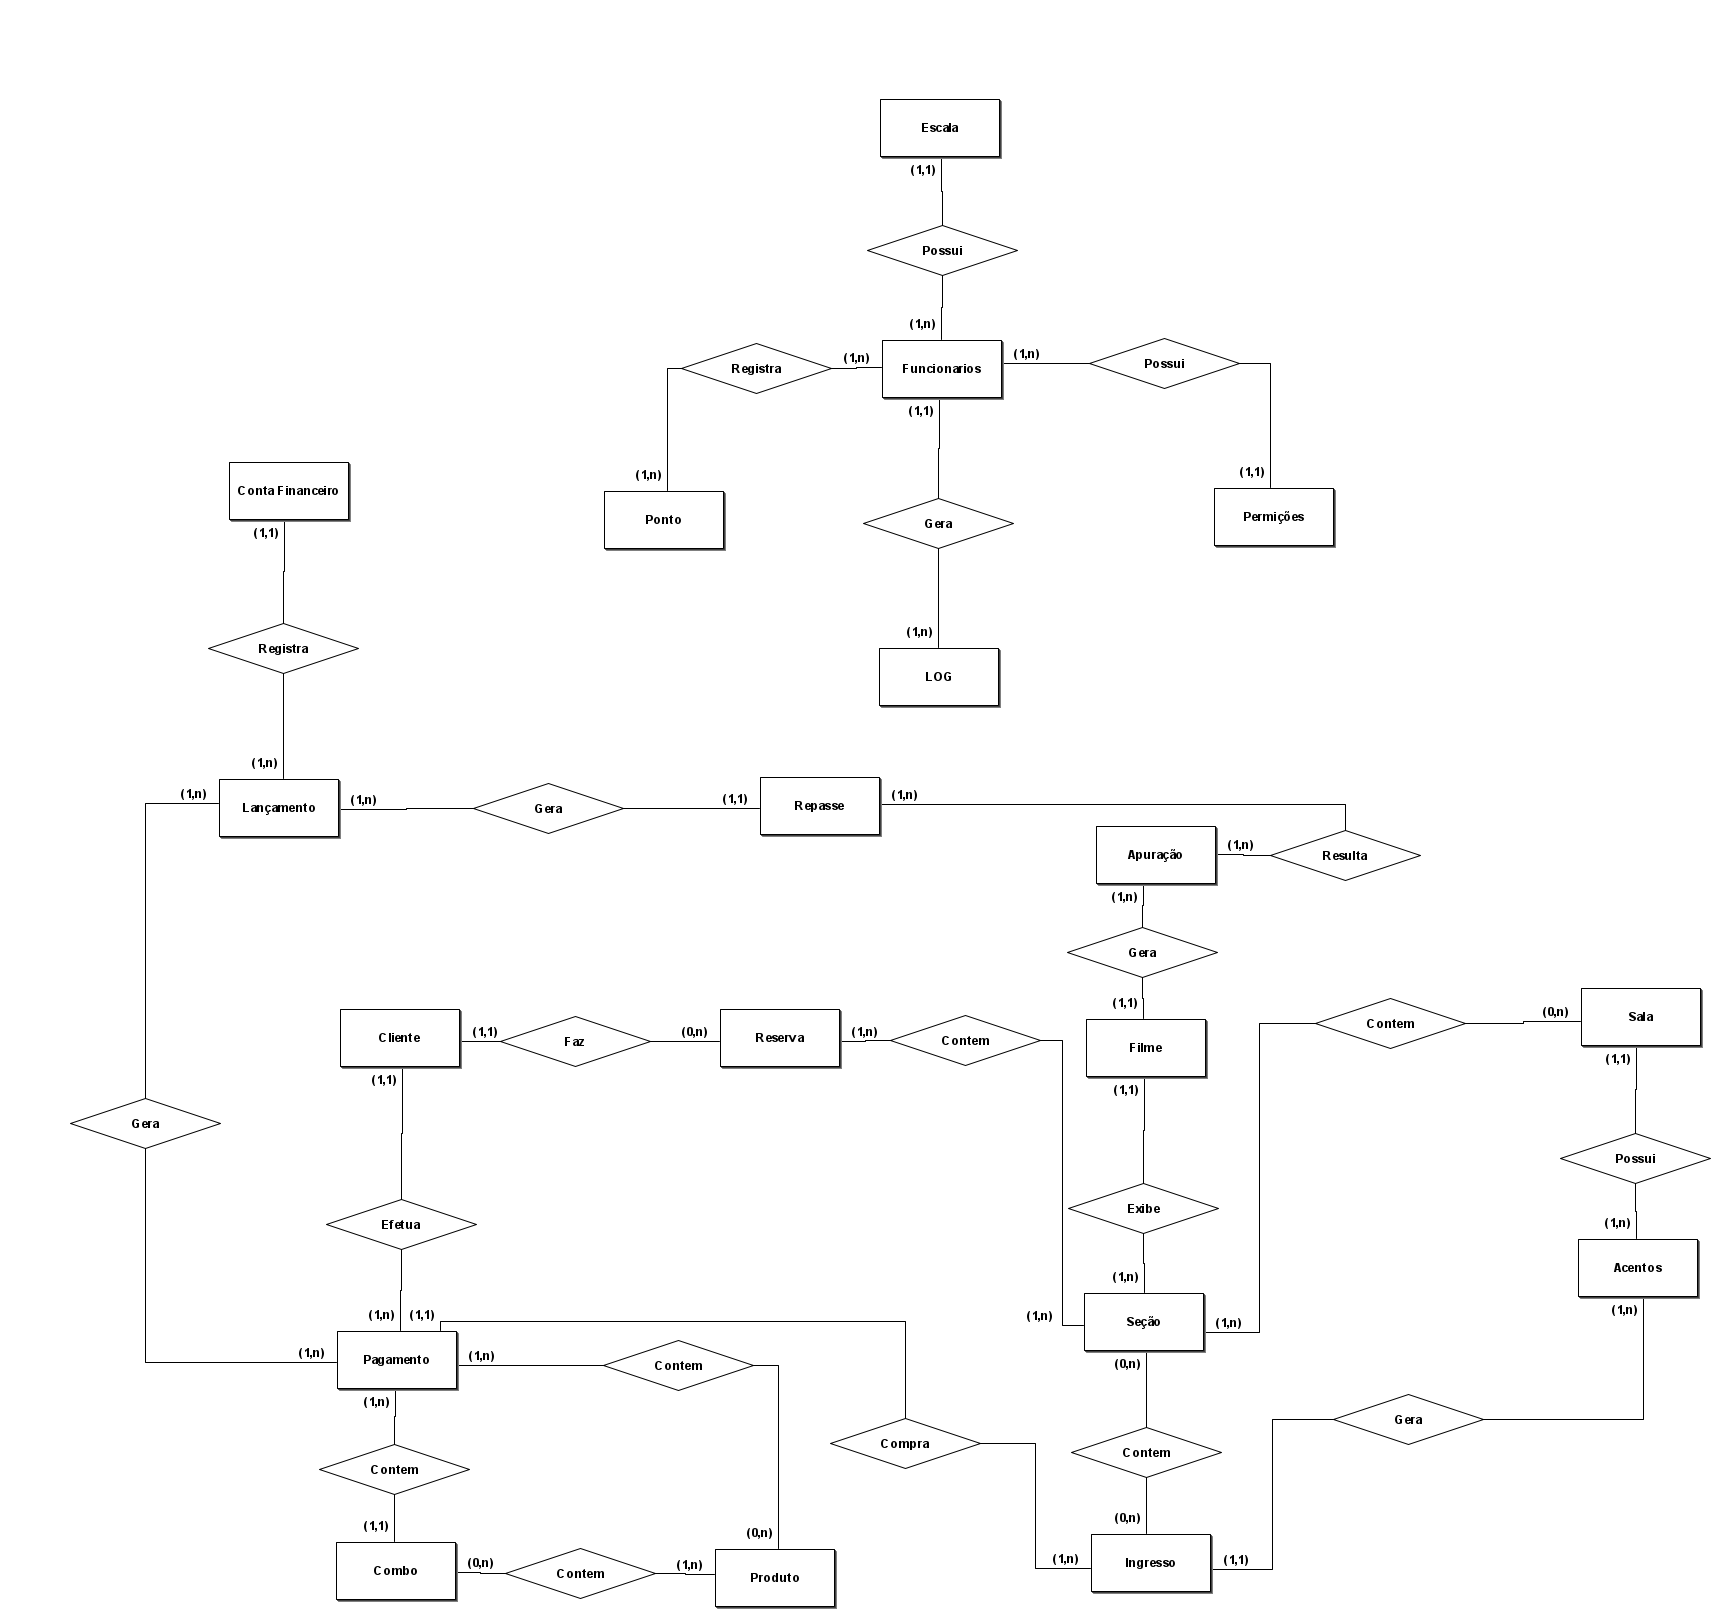 Escala
(1,1)
Possui
(1,n)
Registra
(1,n)
Funcionarios
(1,n)
Possui
(1,1)
(1,n)
Ponto
(1,1)
Permições
Gera
(1,n)
LOG
Conta Financeiro
(1,1)
Registra
(1,n)
(1,n)
Lançamento
(1,n)
Gera
(1,1)
Repasse
(1,n)
Apuração
(1,n)
Resulta
(1,n)
Gera
(1,1)
Filme
(1,1)
Cliente
(1,1)
Faz
(0,n)
Reserva
(1,n)
Contem
Contem
(0,n)
Sala
(1,1)
(1,1)
Gera
Possui
Exibe
Efetua
(1,n)
Acentos
(1,n)
(1,n)
(1,n)
(1,1)
(1,n)
Seção
(1,n)
(0,n)
(1,n)
Pagamento
(1,n)
Contem
(1,n)
Gera
Compra
Contem
Contem
(1,1)
(0,n)
(0,n)
Combo
(0,n)
Contem
(1,n)
Produto
(1,n)
Ingresso
(1,1)